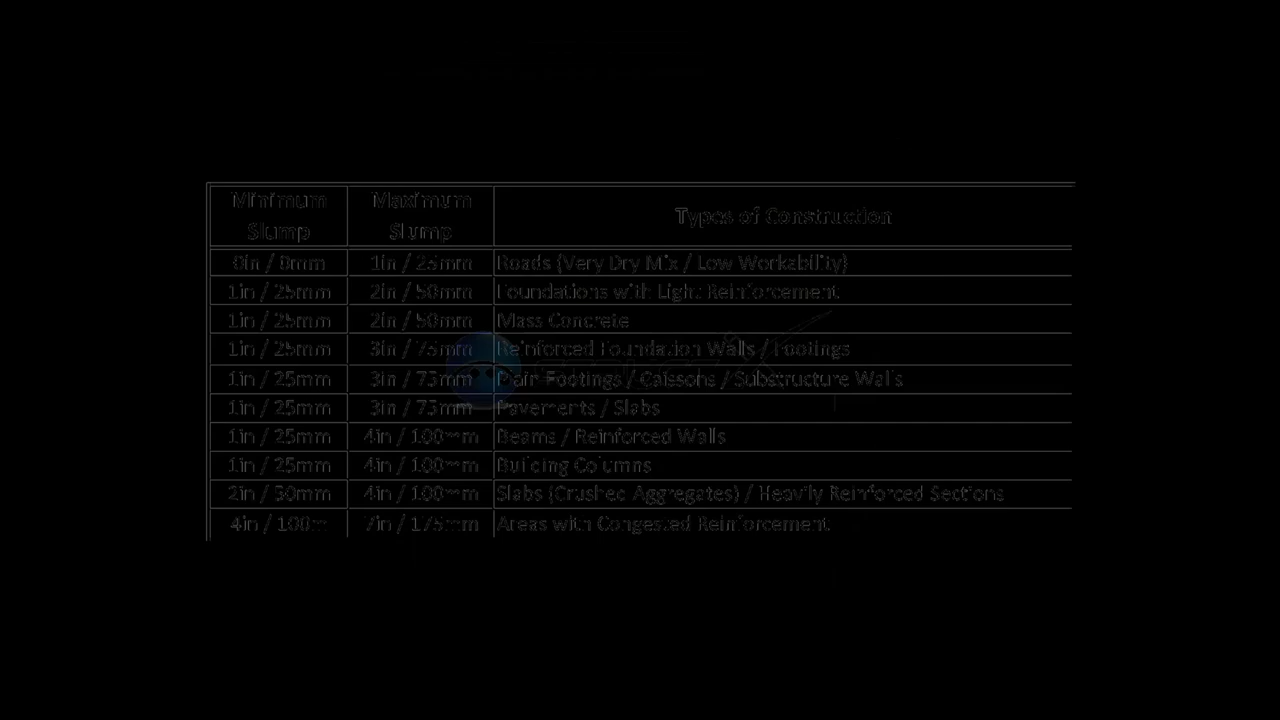 Minimum Slump Maximum Slump Types of Construction
0in / 0mm 1in / 25mm Roads (Very Dry Mix / Low Workability)
1in / 25mm 2in / 50mm Foundations with Light Reinforcement
1in / 25mm 2in / 50mm Mass Concrete
1in / 25mm 3in / 75mm Reinforced Foundation Walls / Footings
1in / 25mm 3in / 75mm Plain Footings / Caissons / Substructure Walls
1in / 25mm 3in / 75mm Pavements / Slabs
1in / 25mm 4in / 100mm Beams / Reinforced Walls
1in / 25mm 4in / 100mm Building Columns
2in / 50mm 4in / 100mm Slabs (Crushed Aggregates) / Heavily Reinforced Sections
4in / 100m 7in / 175mm Areas with Congested Reinforcement